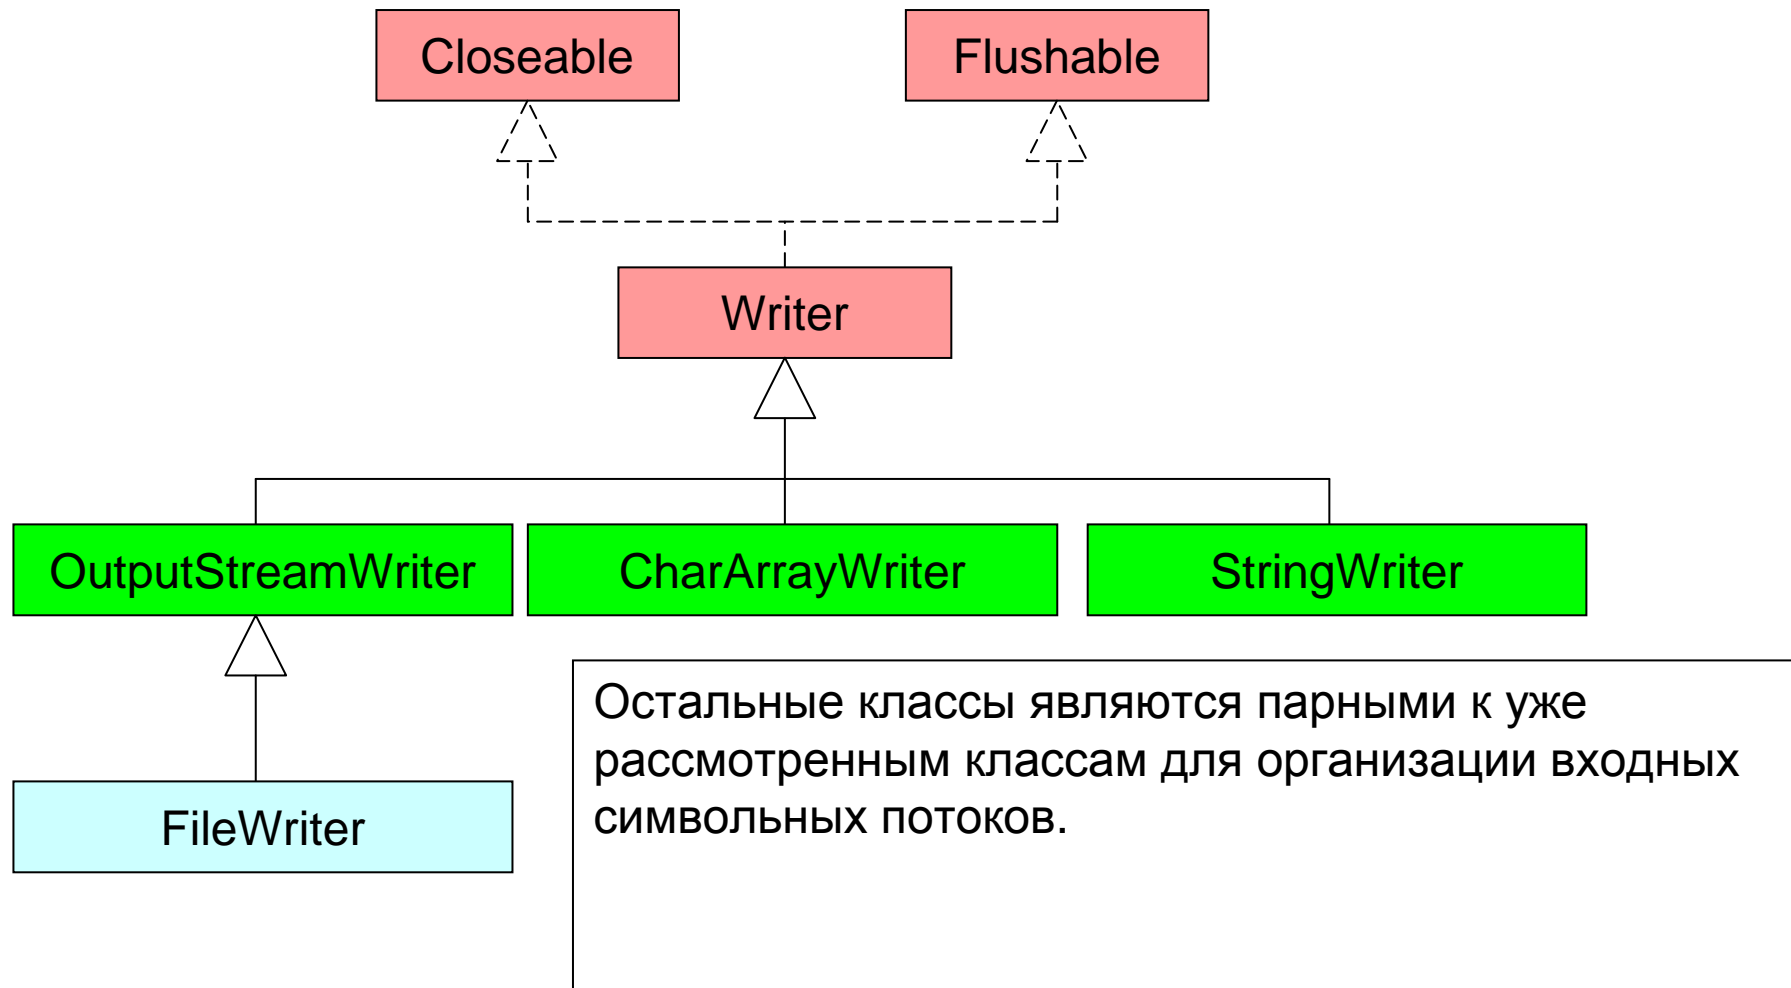 Closeable
Flushable
Writer
OutputStreamWriter
CharArrayWriter
StringWriter
FileWriter
Остальные классы являются парными к уже
рассмотренным классам для организации входных
символьных потоков.